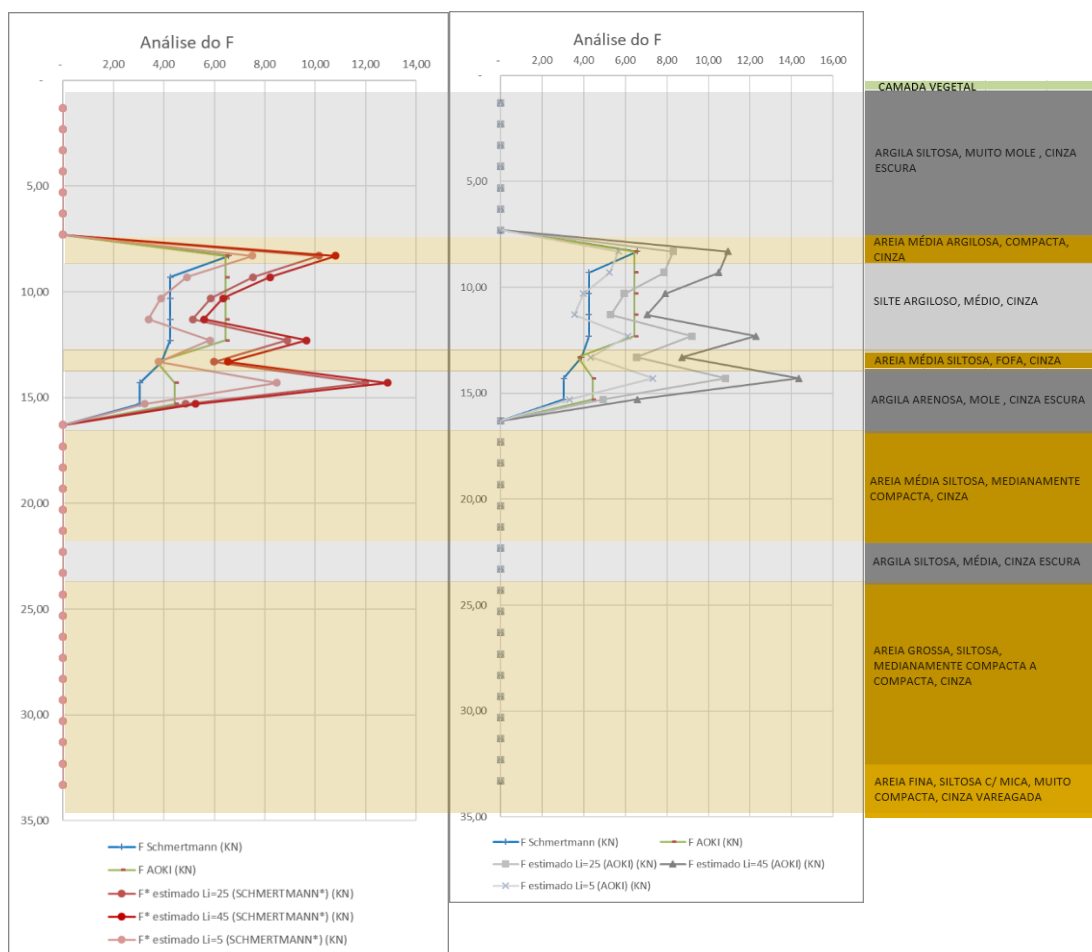 Análise do F
- 2,00 4,00 6,00 8,00 10,00 12,00 14,00
-
5,00
10,00
15,00
20,00
25,00
30,00
35,00
F Schmertmann (KN)
F AOKI (KN)
F* estimado Li=25 (SCHMERTMANN*) (KN)
F* estimado Li=45 (SCHMERTMANN*) (KN)
F* estimado Li=5 (SCHMERTMANN*) (KN)
Análise do F
- 2,00 4,00 6,00 8,00 10,00 12,00 14,00 16,00
-
5,00
10,00
15,00
20,00
25,00
30,00
35,00
F Schmertmann (KN) F AOKI (KN)
F estimado Li=25 (AOKI) (KN) F estimado Li=45 (AOKI) (KN)
F estimado Li=5 (AOKI) (KN)
CAMADA VEGETAL
ARGILA SILTOSA, MUITO MOLE , CINZA
ESCURA
AREIA MÉDIA ARGILOSA, COMPACTA,
CINZA
SILTE ARGILOSO, MÉDIO, CINZA
AREIA MÉDIA SILTOSA, FOFA, CINZA
ARGILA ARENOSA, MOLE , CINZA ESCURA
AREIA MÉDIA SILTOSA, MEDIANAMENTE
COMPACTA, CINZA
ARGILA SILTOSA, MÉDIA, CINZA ESCURA
AREIA GROSSA, SILTOSA,
MEDIANAMENTE COMPACTA A
COMPACTA, CINZA
AREIA FINA, SILTOSA C/ MICA, MUITO
COMPACTA, CINZA VAREAGADA